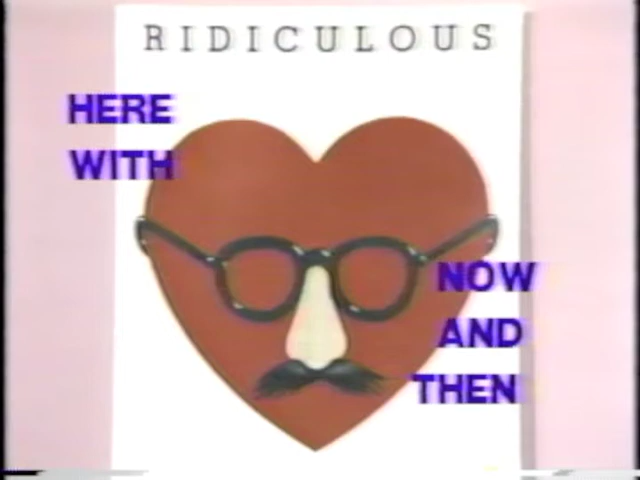 RIDICULOUS
HERE
WITH
NOW
AND
THEN